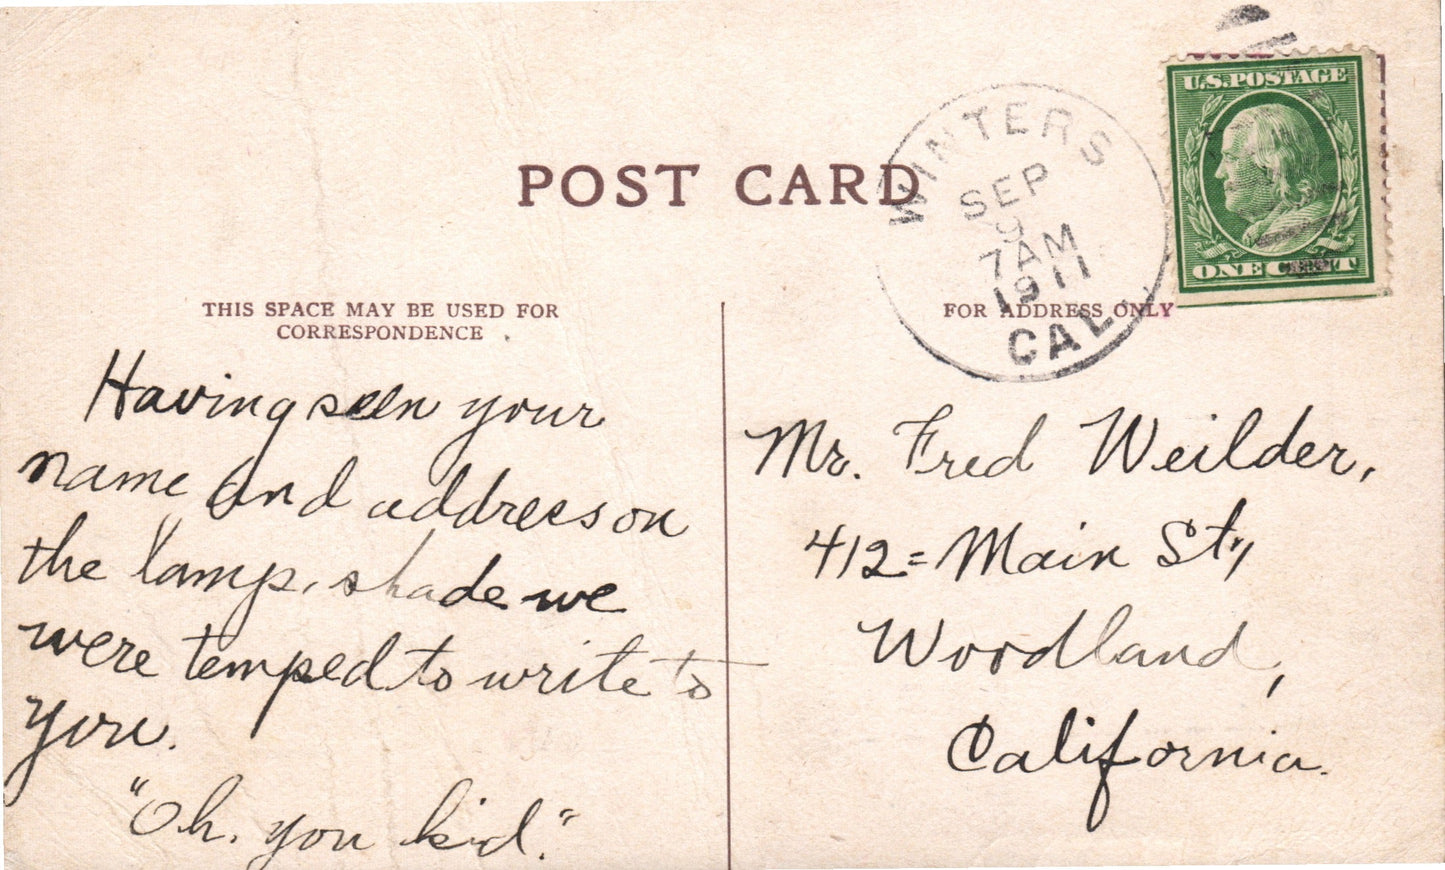 POST CARD
WINTERS
SEP
9
7AM
1911
CAL.
U.S. POSTAGE
ONE CENT
THIS SPACE MAY BE USED FOR
CORRESPONDENCE
Having seen your
name and address on
the lamp, shade we
were temped to write to
you.
"Oh. you kid."
FOR ADDRESS ONLY
Mr. Fred Weilder,
412 = Main St.,
Woodland,
California.